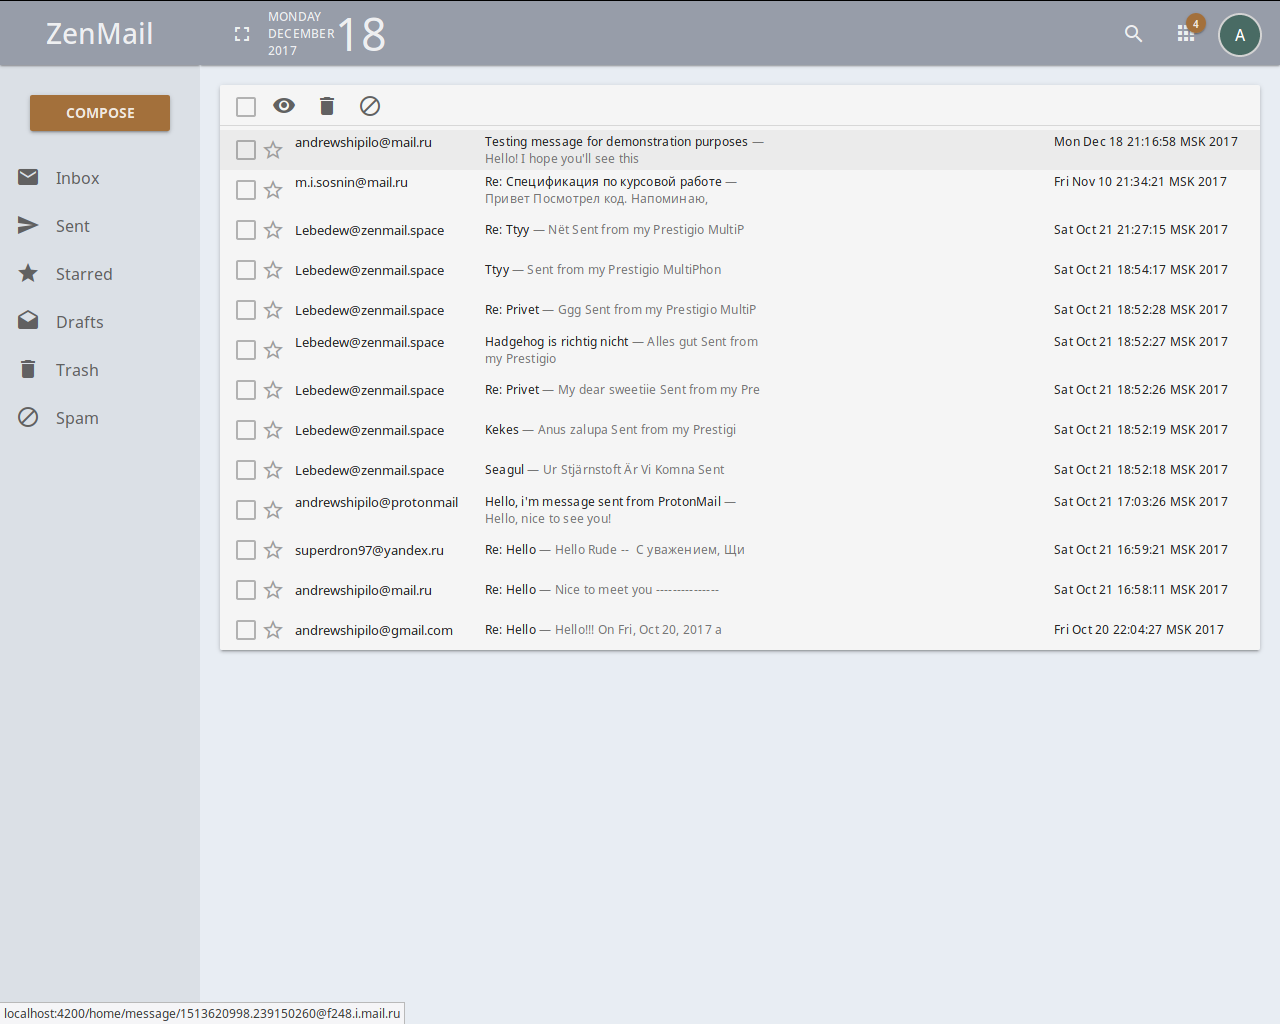 ZenMail
MONDAY
DECEMBER
2017
18
4
A
COMPOSE
Inbox
Sent
Starred
Drafts
Trash
Spam
andrewshipilo@mail.ru Testing message for demonstration purposes — Mon Dec 18 21:16:58 MSK 2017
Hello! I hope you'll see this
m.i.sosnin@mail.ru Re: Спецификация по курсовой работе — Fri Nov 10 21:34:21 MSK 2017
Привет Посмотрел код. Напоминаю,
Lebedew@zenmail.space Re: Ttyy — Nët Sent from my Prestigio MultiP Sat Oct 21 21:27:15 MSK 2017
Lebedew@zenmail.space Ttyy — Sent from my Prestigio MultiPhon Sat Oct 21 18:54:17 MSK 2017
Lebedew@zenmail.space Re: Privet — Ggg Sent from my Prestigio MultiP Sat Oct 21 18:52:28 MSK 2017
Lebedew@zenmail.space Hadgehog is richtig nicht — Alles gut Sent from Sat Oct 21 18:52:27 MSK 2017
my Prestigio
Lebedew@zenmail.space Re: Privet — My dear sweetiie Sent from my Pre Sat Oct 21 18:52:26 MSK 2017
Lebedew@zenmail.space Kekes — Anus zalupa Sent from my Prestigi Sat Oct 21 18:52:19 MSK 2017
Lebedew@zenmail.space Seagul — Ur Stjärnstoft Är Vi Komna Sent Sat Oct 21 18:52:18 MSK 2017
andrewshipilo@protonmail Hello, i'm message sent from ProtonMail — Sat Oct 21 17:03:26 MSK 2017
Hello, nice to see you!
superdron97@yandex.ru Re: Hello — Hello Rude -- С уважением, Щи Sat Oct 21 16:59:21 MSK 2017
andrewshipilo@mail.ru Re: Hello — Nice to meet you --------------- Sat Oct 21 16:58:11 MSK 2017
andrewshipilo@gmail.com Re: Hello — Hello!!! On Fri, Oct 20, 2017 a Fri Oct 20 22:04:27 MSK 2017
localhost:4200/home/message/1513620998.239150260@f248.i.mail.ru